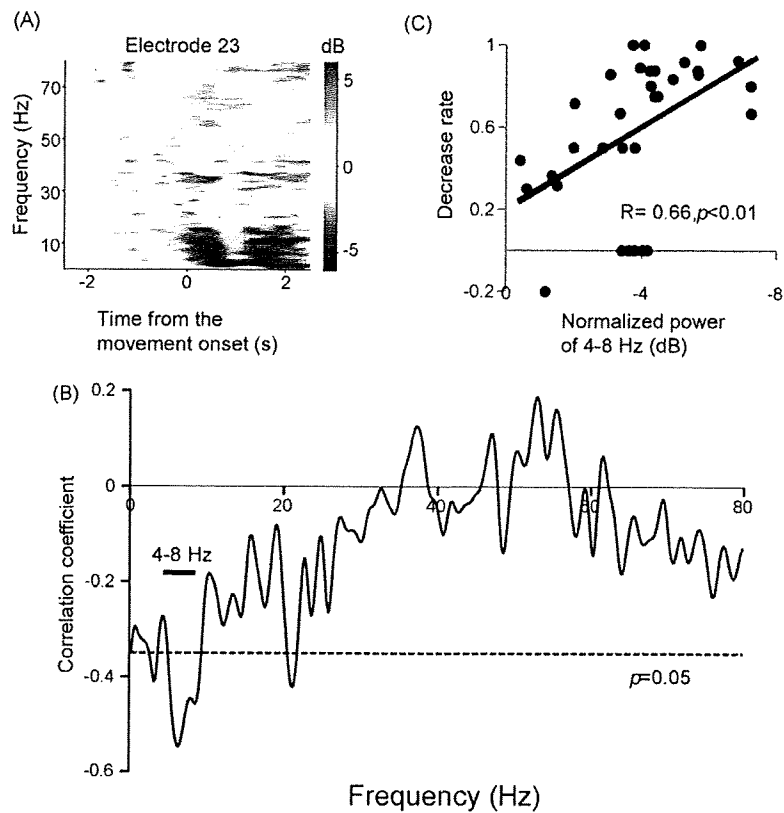 (A)
Electrode 23
dB
70
50
30
10
Frequency (Hz)
5
0
-5
-2
0
2
Time from the
movement onset (s)
(C)
1
0.6
0.2
-0.2
Decrease rate
R= 0.66,p<0.01
0
-4
-8
Normalized power
of 4-8 Hz (dB)
(B)
0.2
0
-0.2
-0.4
-0.6
Correlation coefficient
0
20
40
60
80
4-8 Hz
p=0.05
Frequency (Hz)